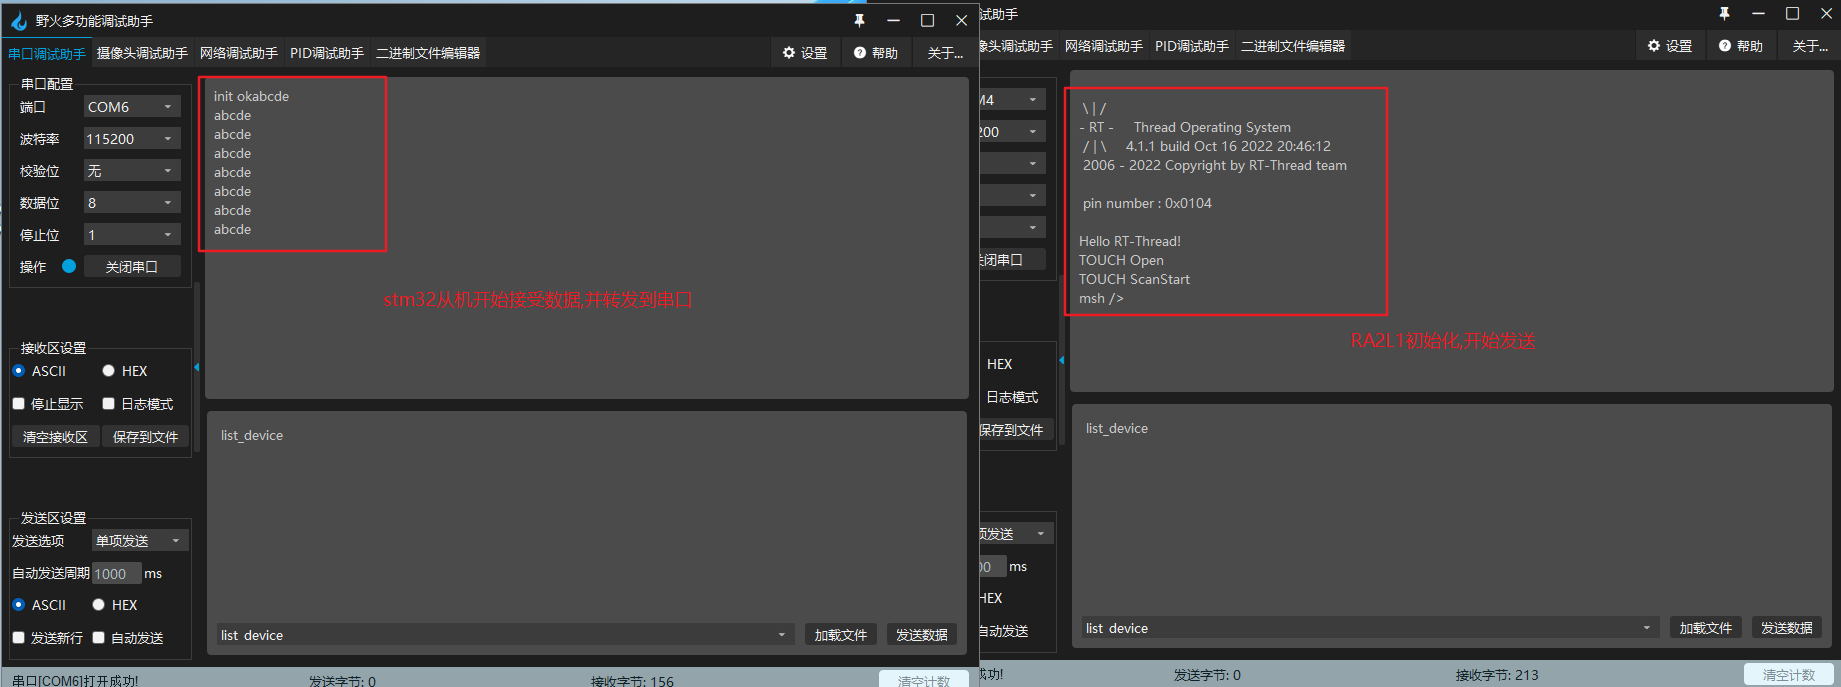 野火多功能调试助手
串口调试助手 摄像头调试助手 网络调试助手 PID调试助手 二进制文件编辑器 设置 帮助 关于...
串口配置
端口 COM6
波特率 115200
校验位 无
数据位 8
停止位 1
操作 关闭串口
接收区设置
ASCII HEX
停止显示 日志模式
清空接收区 保存到文件
发送区设置
发送选项 单项发送
自动发送周期 1000 ms
ASCII HEX
发送新行 自动发送
init okabcde
abcde
abcde
abcde
abcde
abcde
abcde
abcde
stm32从机开始接受数据,并转发到串口
list_device
list_device 加载文件 发送数据
串口[COM6]打开成功! 发送字节: 0 接收字节: 156 清空计数
试助手
象头调试助手 网络调试助手 PID调试助手 二进制文件编辑器 设置 帮助 关于...
M4
200
关闭串口
HEX
日志模式
保存到文件
项发送
00 ms
HEX
自动发送
\ | /
- RT - Thread Operating System
/ | \ 4.1.1 build Oct 16 2022 20:46:12
2006 - 2022 Copyright by RT-Thread team
pin number : 0x0104
Hello RT-Thread!
TOUCH Open
TOUCH ScanStart
msh />
RA2L1初始化,开始发送
list_device
list_device 加载文件 发送数据
成功! 发送字节: 0 接收字节: 213 清空计数